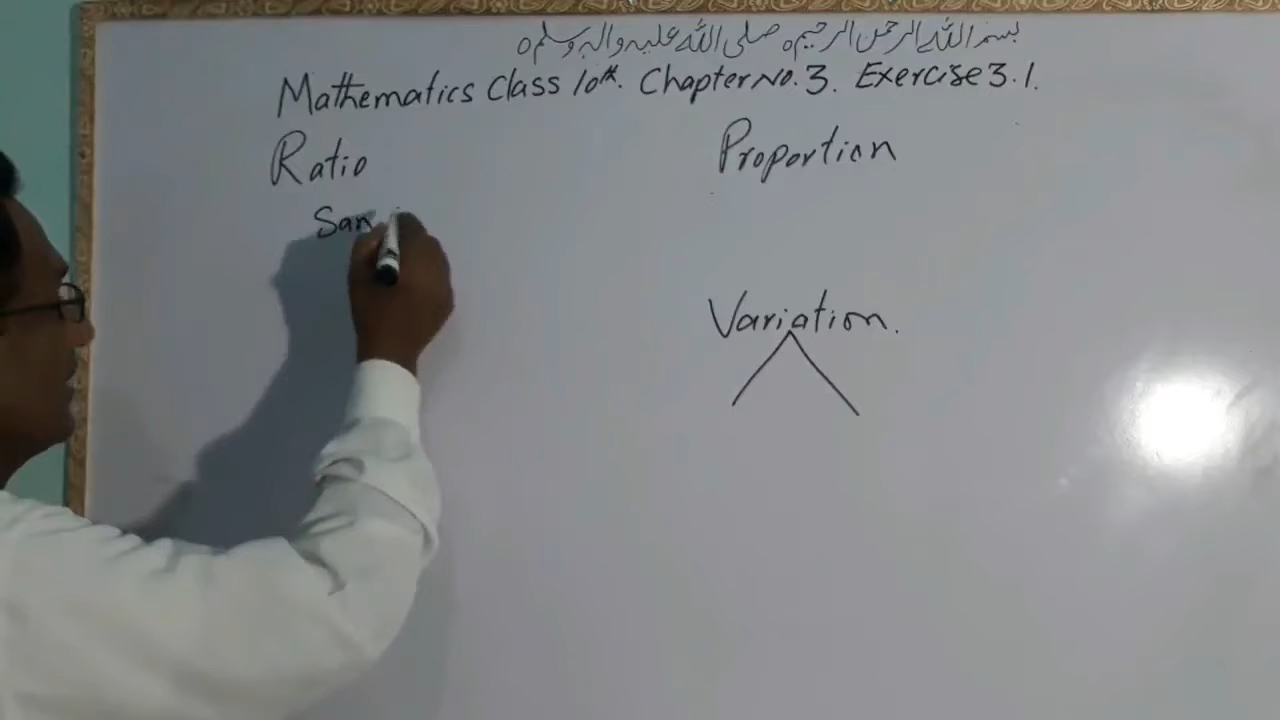 بسم اللہ الرحمن الرحیم ہ صلی اللہ علیہ والہ وسلم ہ
Mathematics Class 10th. Chapter No. 3. Exercise 3.1.
Ratio
Proportion
San
Variation.